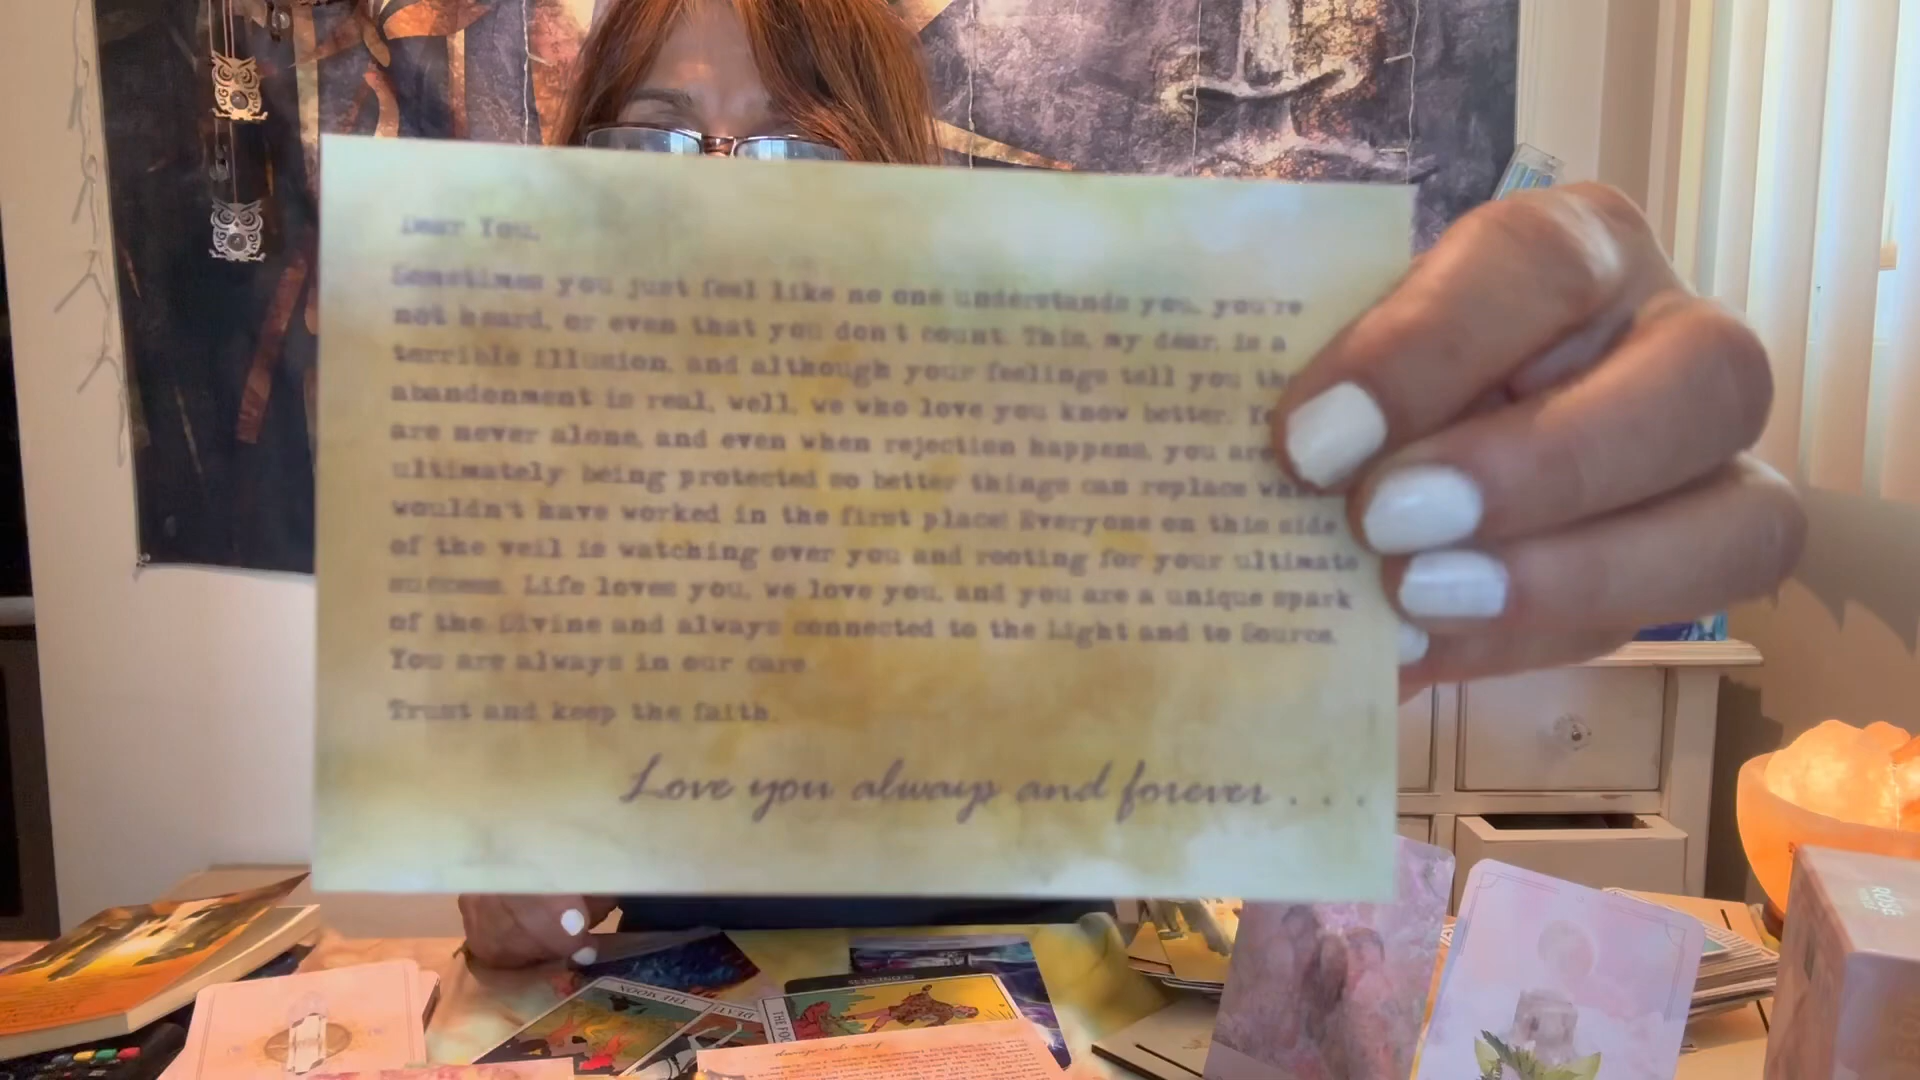 Dear You,
Sometimes you just feel like no one understands you, you're
not heard, or even that you don't count. This, my dear, is a
terrible illusion, and although your feelings tell you
abandonment is real, well, we who love you know better.
are never alone, and even when rejection happens, you are
ultimately being protected so better things can replace
wouldn't have worked in the first place! Everyone on this side
of the veil is watching over you and rooting for your ultimate
success. Life loves you, we love you, and you are a unique spark
of the Divine and always connected to the Light and to Source.
You are always in our care.
Trust and keep the faith.
Love you always and forever . . .
THE MOON
DEATH
THE FOO
ROSE